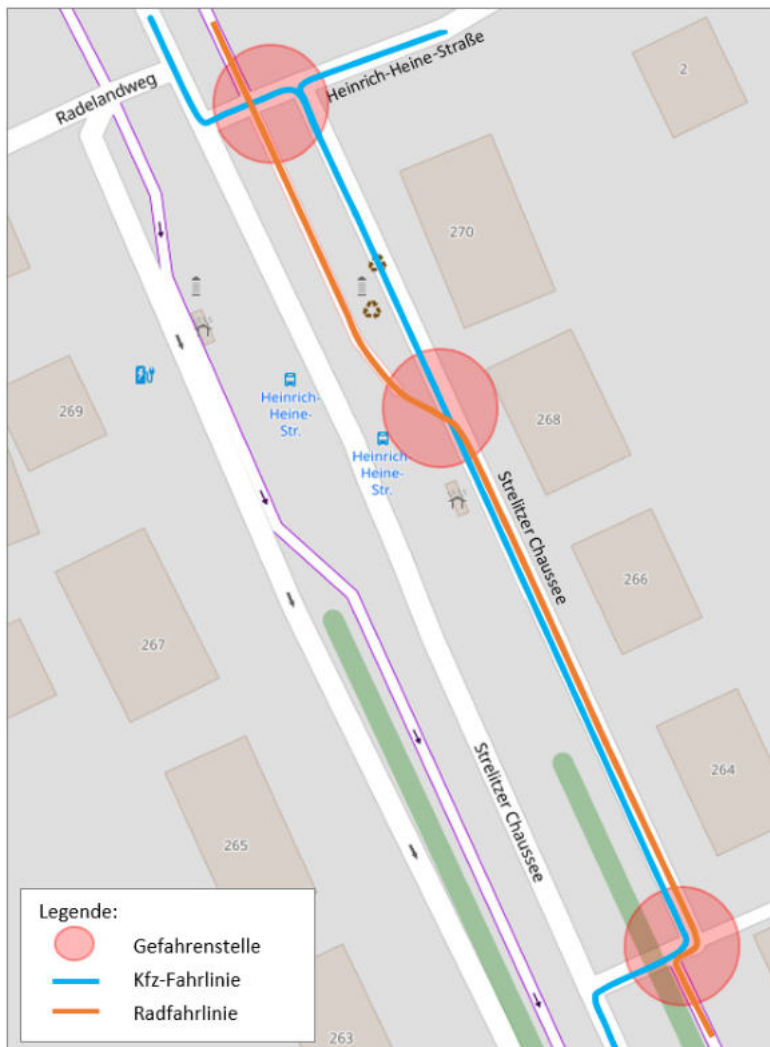 Radelandweg
Heinrich-Heine-Straße
2
270
269
Heinrich-
Heine-
Str.
Heinrich-
Heine-
Str.
268
Strelitzer Chaussee
266
267
264
Strelitzer Chaussee
265
263
Legende:
Gefahrenstelle
Kfz-Fahrlinie
Radfahrlinie